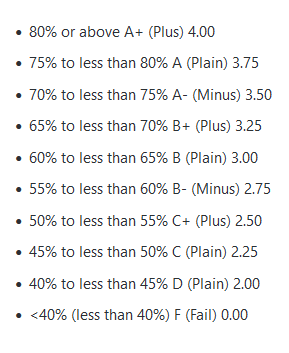 • 80% or above A+ (Plus) 4.00
• 75% to less than 80% A (Plain) 3.75
• 70% to less than 75% A- (Minus) 3.50
• 65% to less than 70% B+ (Plus) 3.25
• 60% to less than 65% B (Plain) 3.00
• 55% to less than 60% B- (Minus) 2.75
• 50% to less than 55% C+ (Plus) 2.50
• 45% to less than 50% C (Plain) 2.25
• 40% to less than 45% D (Plain) 2.00
• <40% (less than 40%) F (Fail) 0.00